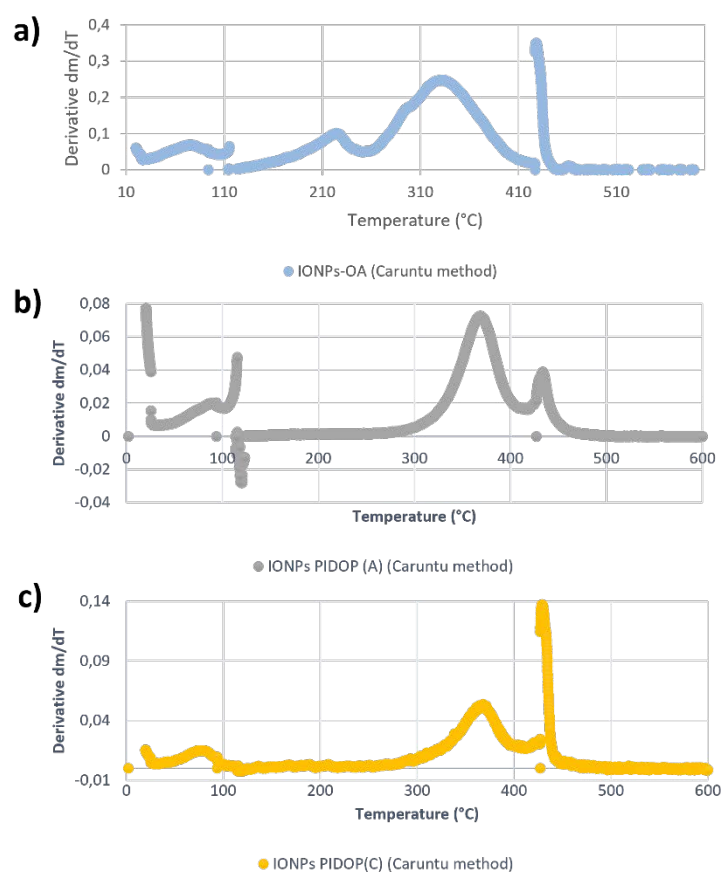 a)
Derivative dm/dT
0,4
0,3
0,2
0,1
0
10 110 210 310 410 510
Temperature (°C)
IONPs-OA (Caruntu method)
b)
Derivative dm/dT
0,08
0,06
0,04
0,02
0
-0,02
-0,04
0 100 200 300 400 500 600
Temperature (°C)
IONPs PIDOP (A) (Caruntu method)
c)
Derivative dm/dT
0,14
0,09
0,04
-0,01
0 100 200 300 400 500 600
Temperature (°C)
IONPs PIDOP(C) (Caruntu method)